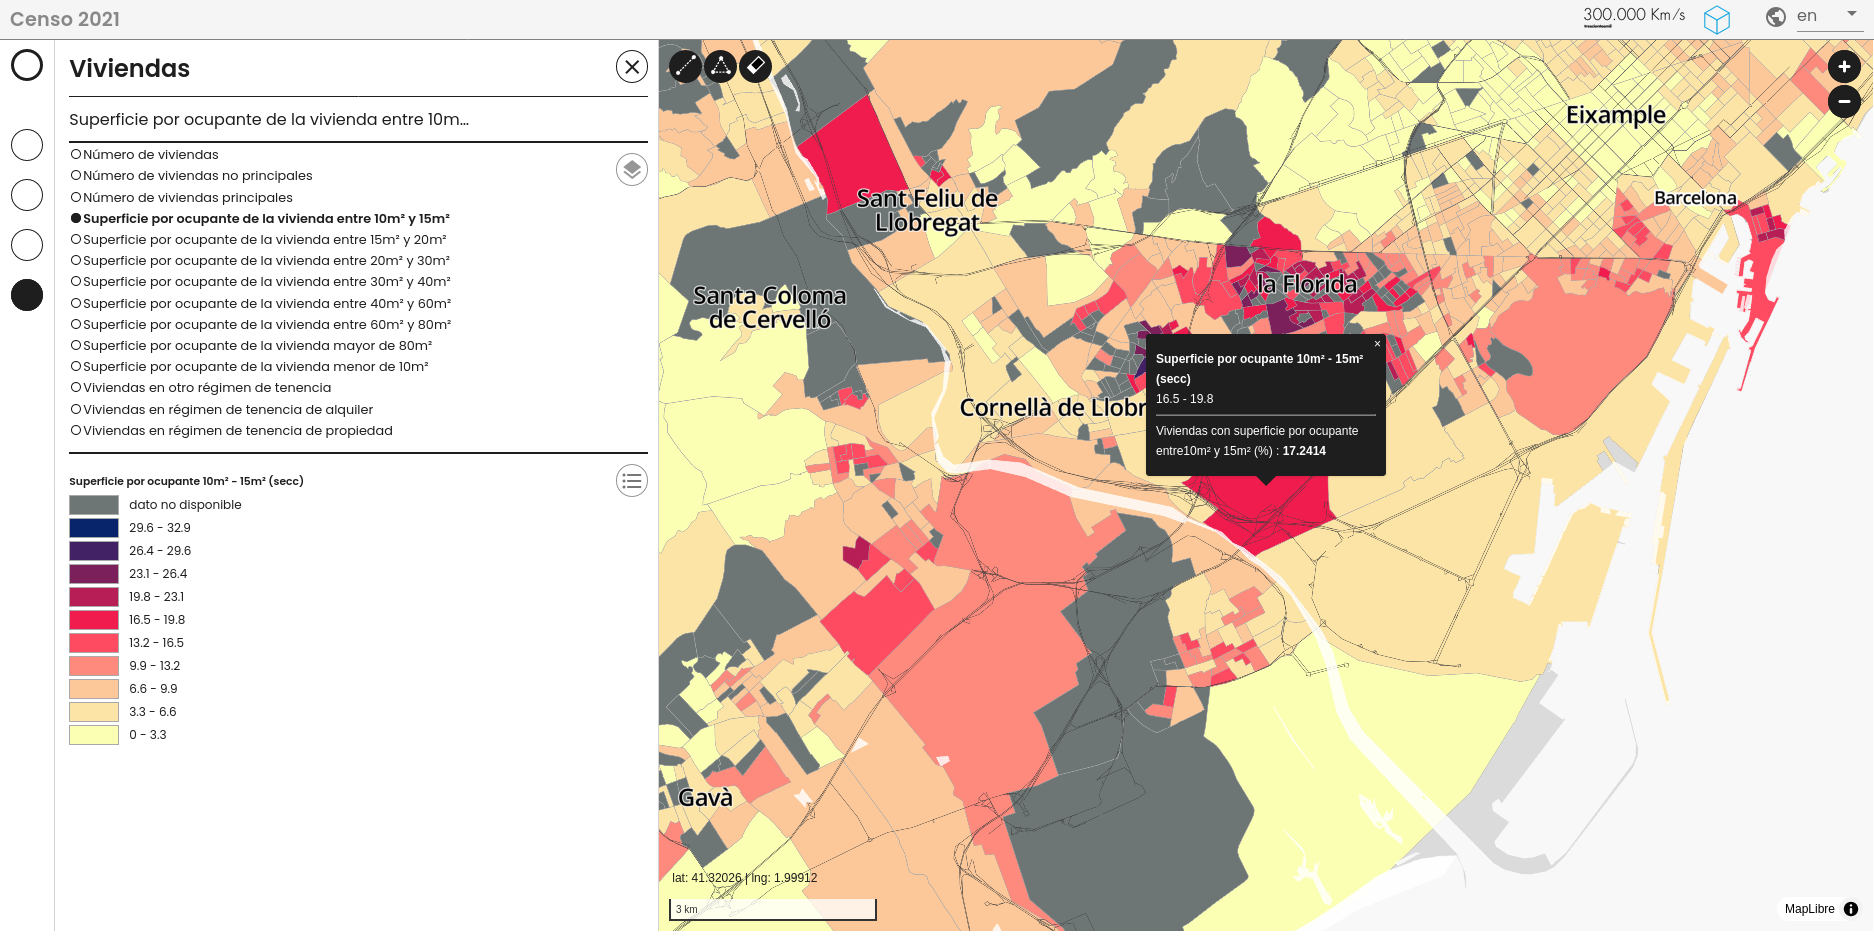 Censo 2021
300.000 Km/s
en
Viviendas
Superficie por ocupante de la vivienda entre 10m...
Número de viviendas
Número de viviendas no principales
Número de viviendas principales
Superficie por ocupante de la vivienda entre 10m² y 15m²
Superficie por ocupante de la vivienda entre 15m² y 20m²
Superficie por ocupante de la vivienda entre 20m² y 30m²
Superficie por ocupante de la vivienda entre 30m² y 40m²
Superficie por ocupante de la vivienda entre 40m² y 60m²
Superficie por ocupante de la vivienda entre 60m² y 80m²
Superficie por ocupante de la vivienda mayor de 80m²
Superficie por ocupante de la vivienda menor de 10m²
Viviendas en otro régimen de tenencia
Viviendas en régimen de tenencia de alquiler
Viviendas en régimen de tenencia de propiedad
Superficie por ocupante 10m² - 15m² (secc)
dato no disponible
29.6 - 32.9
26.4 - 29.6
23.1 - 26.4
19.8 - 23.1
16.5 - 19.8
13.2 - 16.5
9.9 - 13.2
6.6 - 9.9
3.3 - 6.6
0 - 3.3
Eixample
Barcelona
Sant Feliu de
Llobregat
la Florida
Santa Coloma
de Cervelló
Cornellà de Llobr
×
Superficie por ocupante 10m² - 15m²
(secc)
16.5 - 19.8
Viviendas con superficie por ocupante
entre10m² y 15m² (%) : 17.2414
Gavà
lat: 41.32026 | lng: 1.99912
3 km
MapLibre